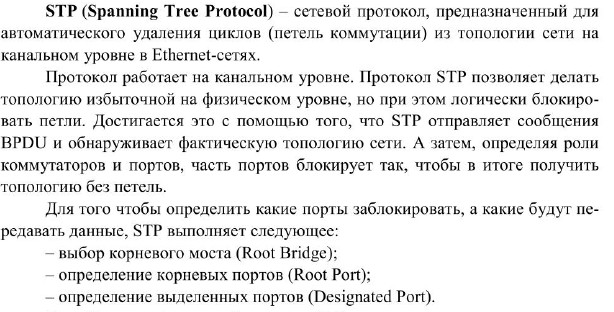 STP (Spanning Tree Protocol) – сетевой протокол, предназначенный для
автоматического удаления циклов (петель коммутации) из топологии сети на
канальном уровне в Ethernet-сетях.
Протокол работает на канальном уровне. Протокол STP позволяет делать
топологию избыточной на физическом уровне, но при этом логически блокиро-
вать петли. Достигается это с помощью того, что STP отправляет сообщения
BPDU и обнаруживает фактическую топологию сети. А затем, определяя роли
коммутаторов и портов, часть портов блокирует так, чтобы в итоге получить
топологию без петель.
Для того чтобы определить какие порты заблокировать, а какие будут пе-
редавать данные, STP выполняет следующее:
– выбор корневого моста (Root Bridge);
– определение корневых портов (Root Port);
– определение выделенных портов (Designated Port).